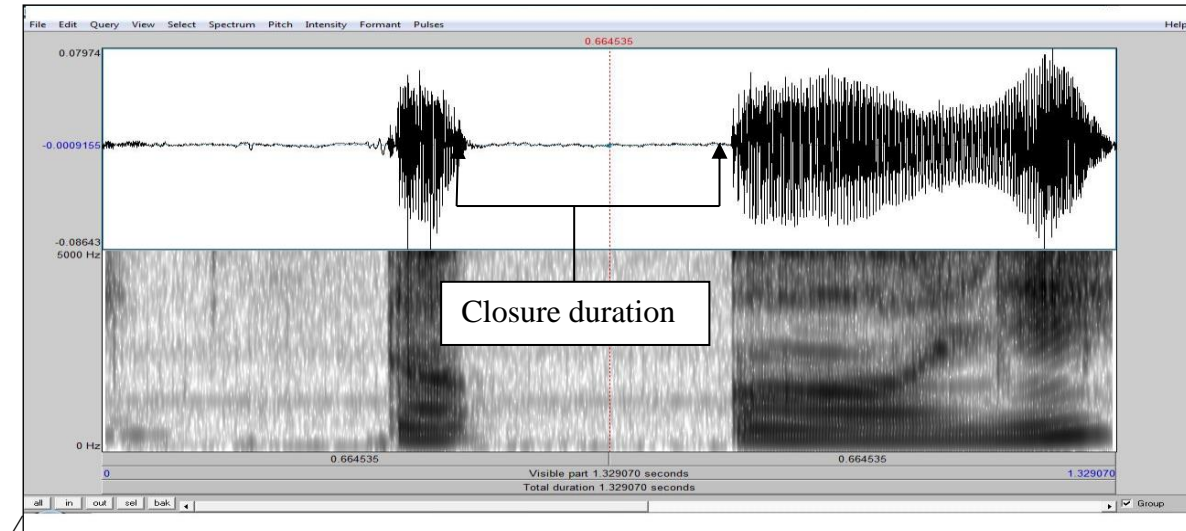 File Edit Query View Select Spectrum Pitch Intensity Formant Pulses Help
0.664535
0.07974
-0.0009155
-0.08643
5000 Hz
Closure duration
0 Hz
0.664535 0.664535
0 Visible part 1.329070 seconds 1.329070
Total duration 1.329070 seconds
all in out sel bak Group